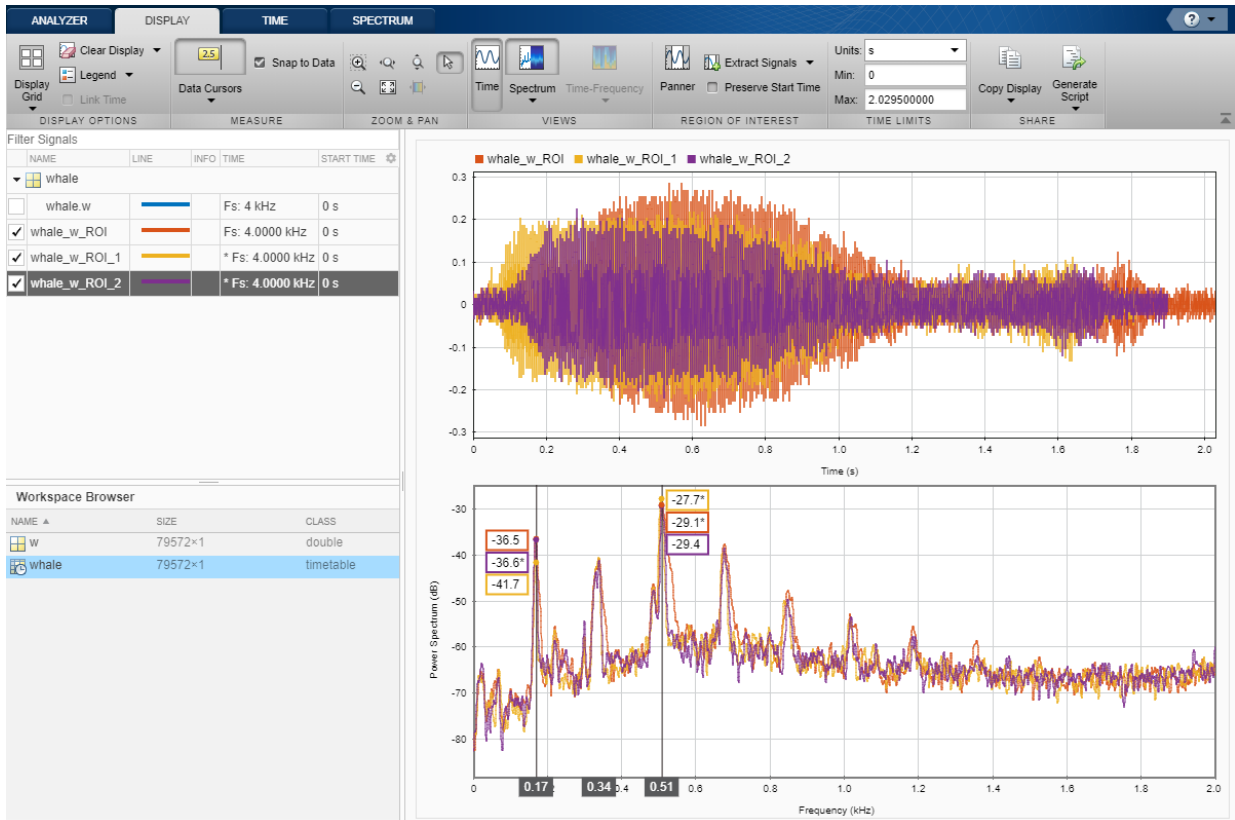 ANALYZER DISPLAY TIME SPECTRUM ?
Display Grid
Clear Display
Legend
Link Time
2.5
Data Cursors
Snap to Data
Time Spectrum Time-Frequency
Panner
Extract Signals
Preserve Start Time
Units: s
Min: 0
Max: 2.029500000
Copy Display
Generate Script
DISPLAY OPTIONS MEASURE ZOOM & PAN VIEWS REGION OF INTEREST TIME LIMITS SHARE
Filter Signals
NAME LINE INFO TIME START TIME
whale
whale.w Fs: 4 kHz 0 s
whale_w_ROI Fs: 4.0000 kHz 0 s
whale_w_ROI_1 * Fs: 4.0000 kHz 0 s
whale_w_ROI_2 * Fs: 4.0000 kHz 0 s
Workspace Browser
NAME SIZE CLASS
w 79572×1 double
whale 79572×1 timetable
whale_w_ROI whale_w_ROI_1 whale_w_ROI_2
0.3
0.2
0.1
0
-0.1
-0.2
-0.3
0 0.2 0.4 0.6 0.8 1.0 1.2 1.4 1.6 1.8 2.0
Time (s)
Power Spectrum (dB)
-30
-40
-50
-60
-70
-80
-36.5
-36.6*
-41.7
-27.7*
-29.1*
-29.4
0 0.17 0.34 0.4 0.51 0.6 0.8 1.0 1.2 1.4 1.6 1.8 2.0
Frequency (kHz)